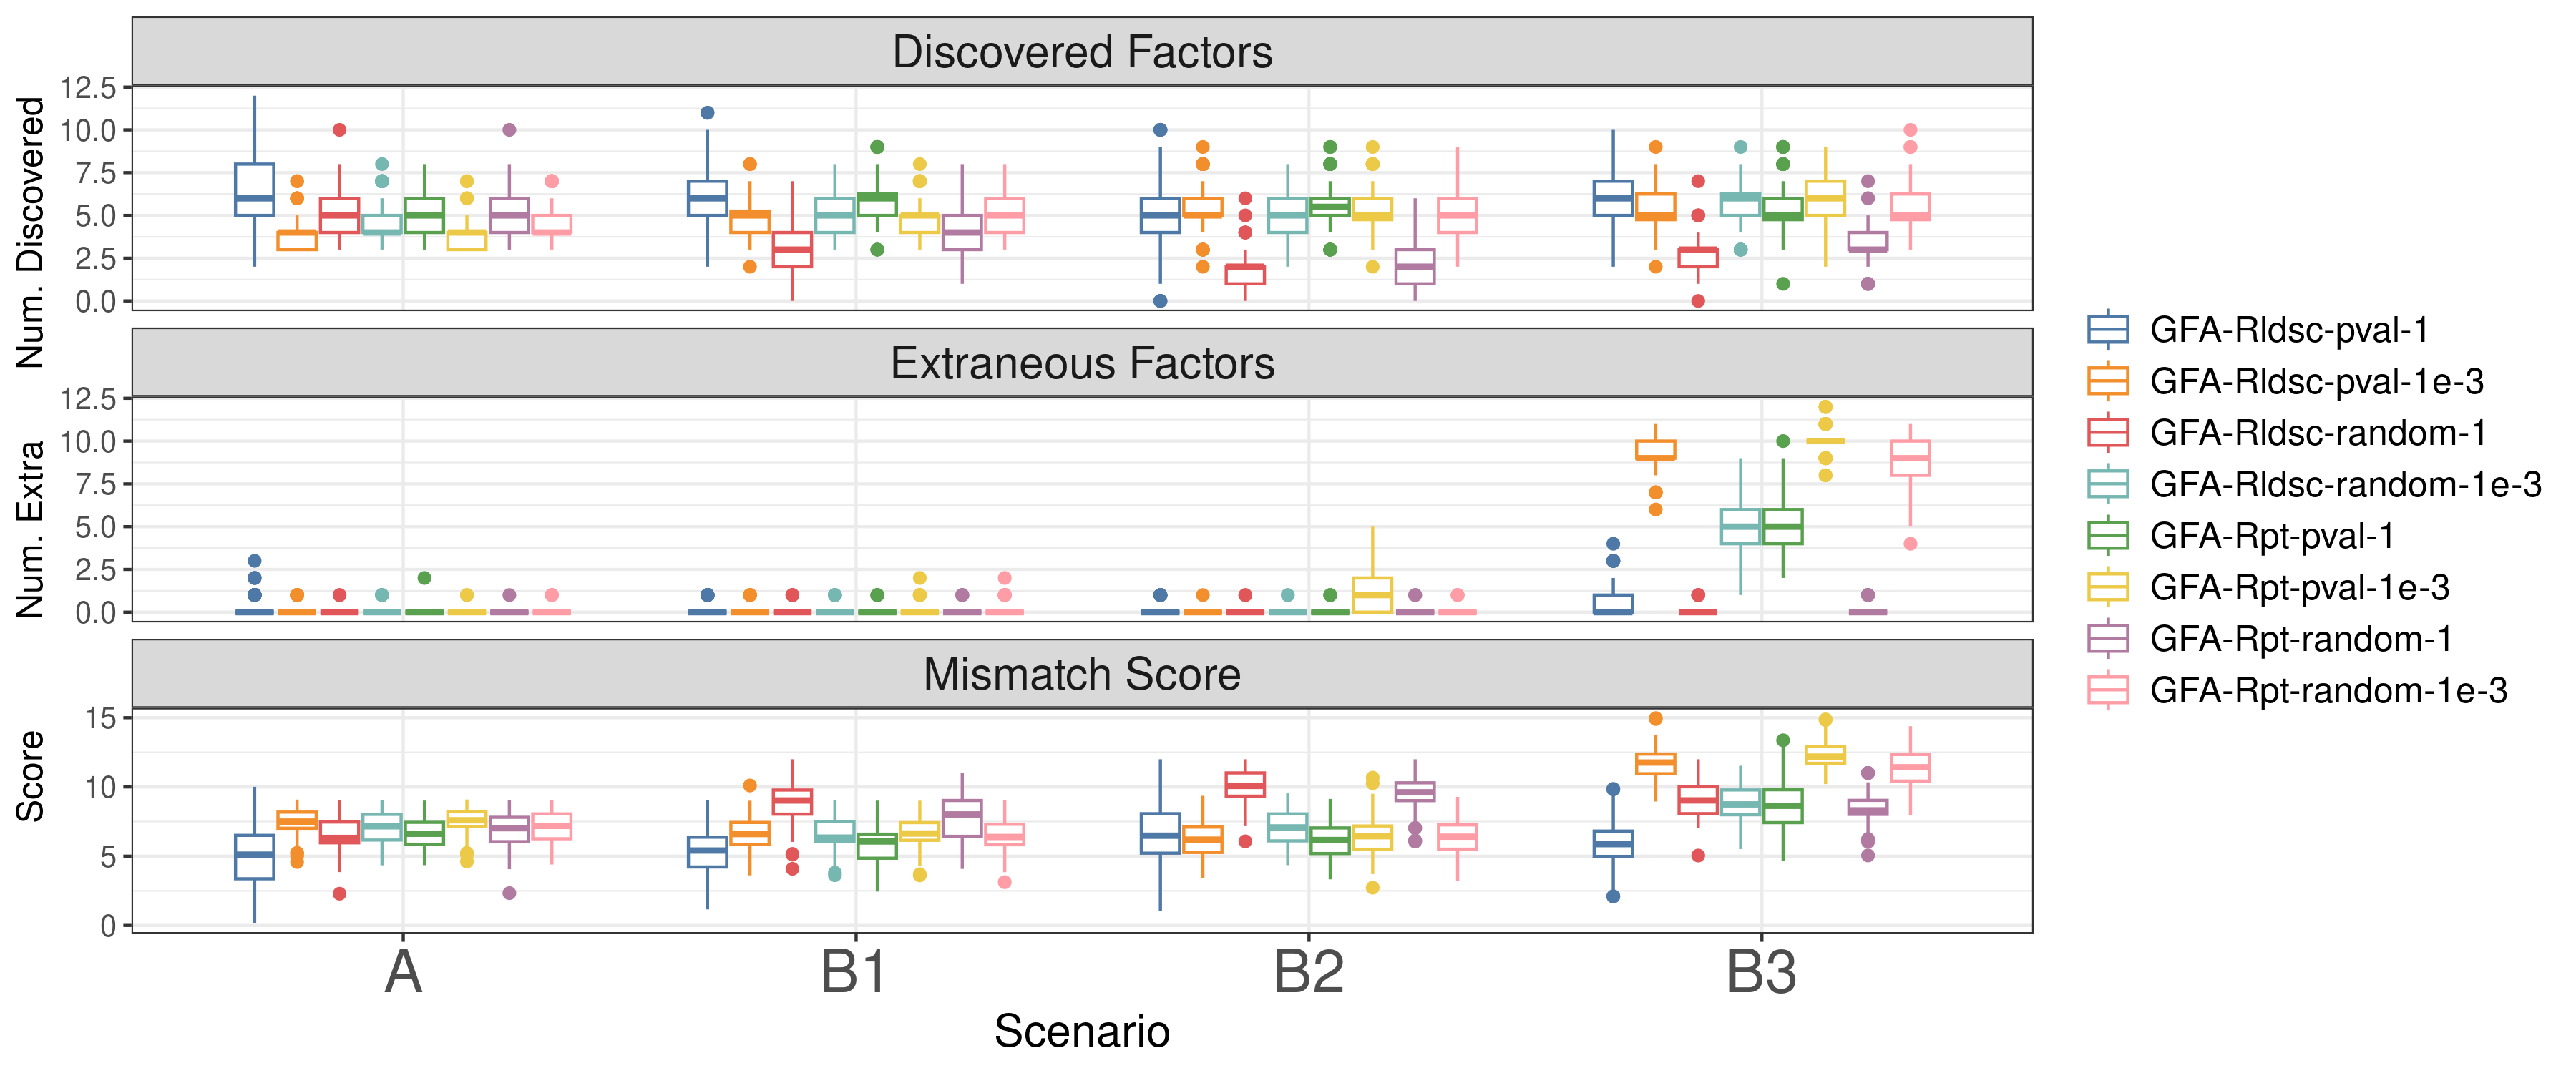 Discovered Factors
Num. Discovered
12.5
10.0
7.5
5.0
2.5
0.0
Extraneous Factors
Num. Extra
12.5
10.0
7.5
5.0
2.5
0.0
Mismatch Score
Score
15
10
5
0
A B1 B2 B3
Scenario
GFA-Rldsc-pval-1
GFA-Rldsc-pval-1e-3
GFA-Rldsc-random-1
GFA-Rldsc-random-1e-3
GFA-Rpt-pval-1
GFA-Rpt-pval-1e-3
GFA-Rpt-random-1
GFA-Rpt-random-1e-3